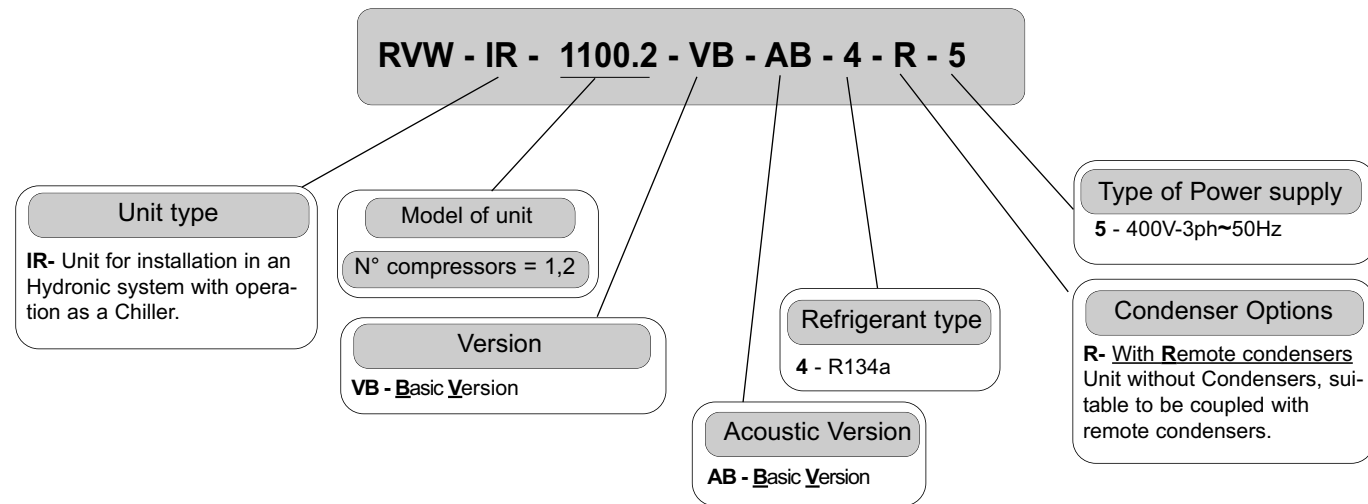 RVW - IR - 1100.2 - VB - AB - 4 - R - 5
Unit type
IR- Unit for installation in an
Hydronic system with opera-
tion as a Chiller.
Model of unit
N° compressors = 1,2
Version
VB - Basic Version
Acoustic Version
AB - Basic Version
Refrigerant type
4 - R134a
Type of Power supply
5 - 400V-3ph~50Hz
Condenser Options
R- With Remote condensers
Unit without Condensers, sui-
table to be coupled with
remote condensers.